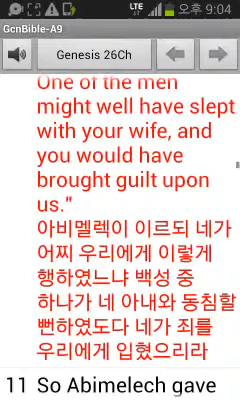 LTE 오후 9:04
GcnBible-A9
Genesis 26Ch
One of the men
might well have slept
with your wife, and
you would have
brought guilt upon
us."
아비멜렉이 이르되 네가
어찌 우리에게 이렇게
행하였느냐 백성 중
하나가 네 아내와 동침할
뻔하였도다 네가 죄를
우리에게 입혔으리라
11 So Abimelech gave